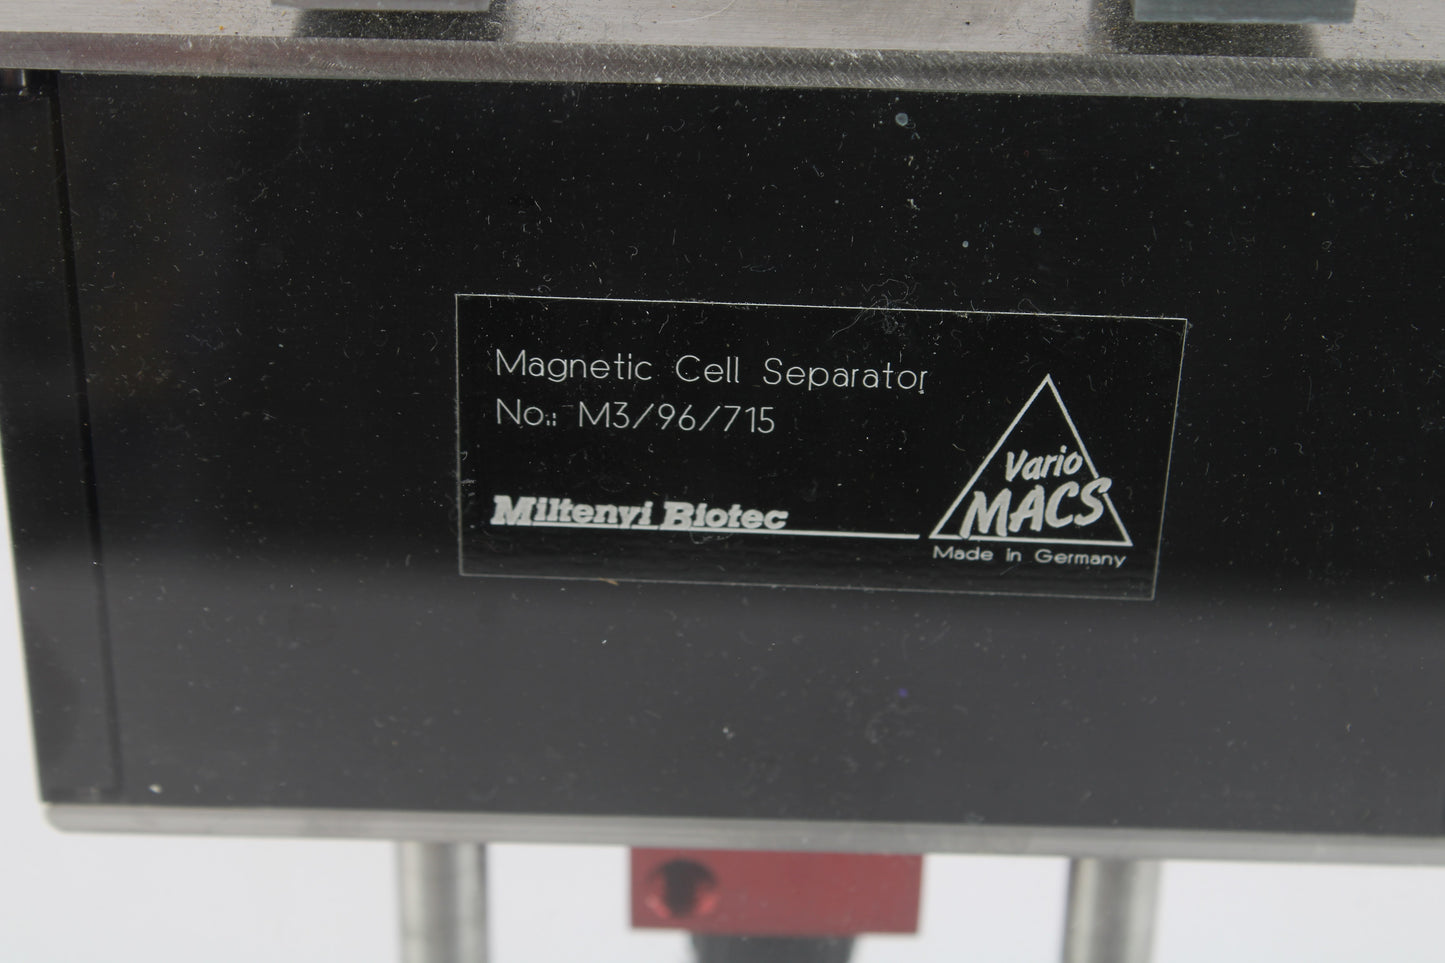 Magnetic Cell Separator
No.: M3/96/715
Miltenyi Biotec
Vario
MACS
Made in Germany